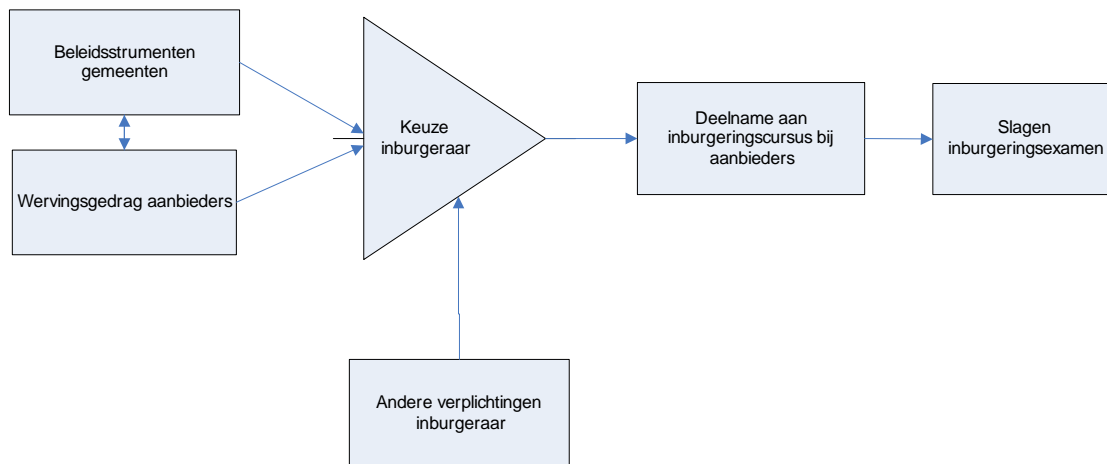 Beleidsstrumenten
gemeenten
Wervingsgedrag aanbieders
Keuze
inburgeraar
Deelname aan
inburgeringscursus bij
aanbieders
Slagen
inburgeringsexamen
Andere verplichtingen
inburgeraar